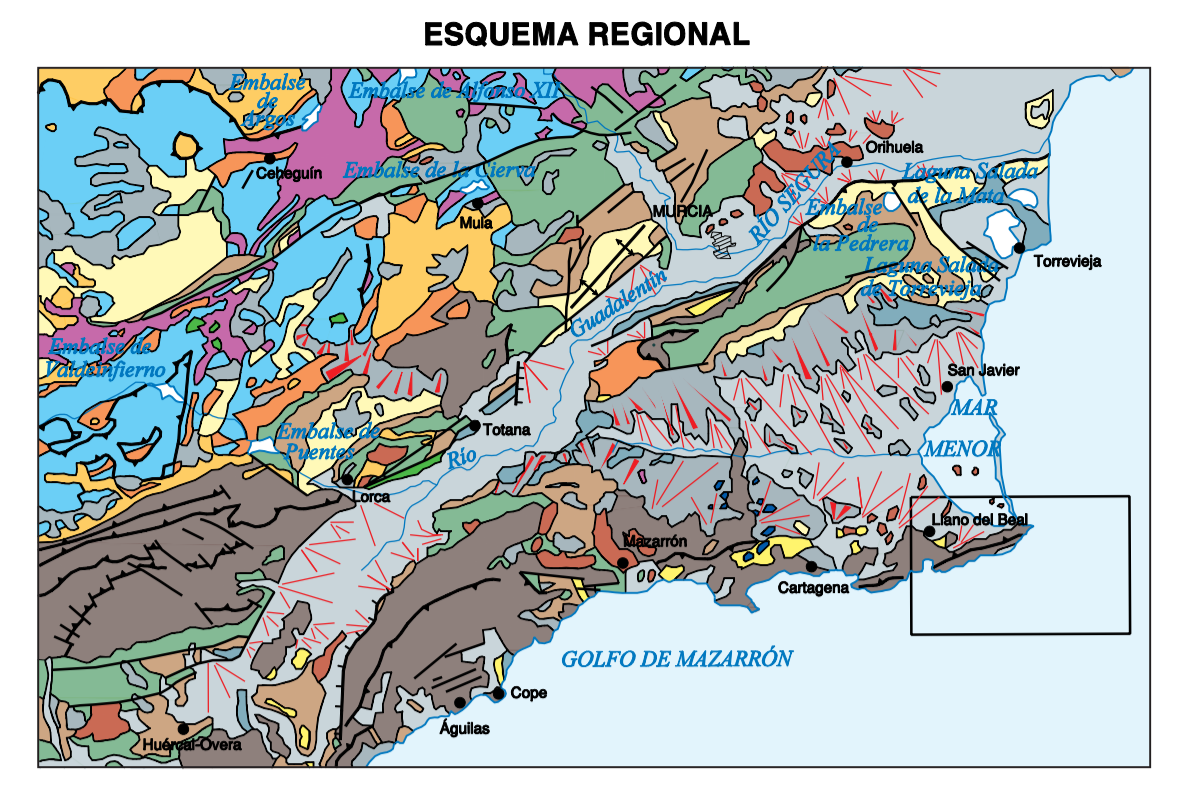 ESQUEMA REGIONAL
Embalse
de
Argos
Embalse de Alfonso XII
Orihuela
Embalse de la Cierva
Ceheguín
Laguna Salada
de la Mata
RÍO SEGURA
MURCIA
Mula
Embalse
de
la Pedrera
Torrevieja
Laguna Salada
de Torrevieja
Guadalentín
Embalse de
Valdeinfierno
San Javier
MAR
MENOR
Totana
Embalse de
Puentes
Río
Lorca
Llano del Beal
Mazarrón
Cartagena
GOLFO DE MAZARRÓN
Cope
Águilas
Huércal-Overa